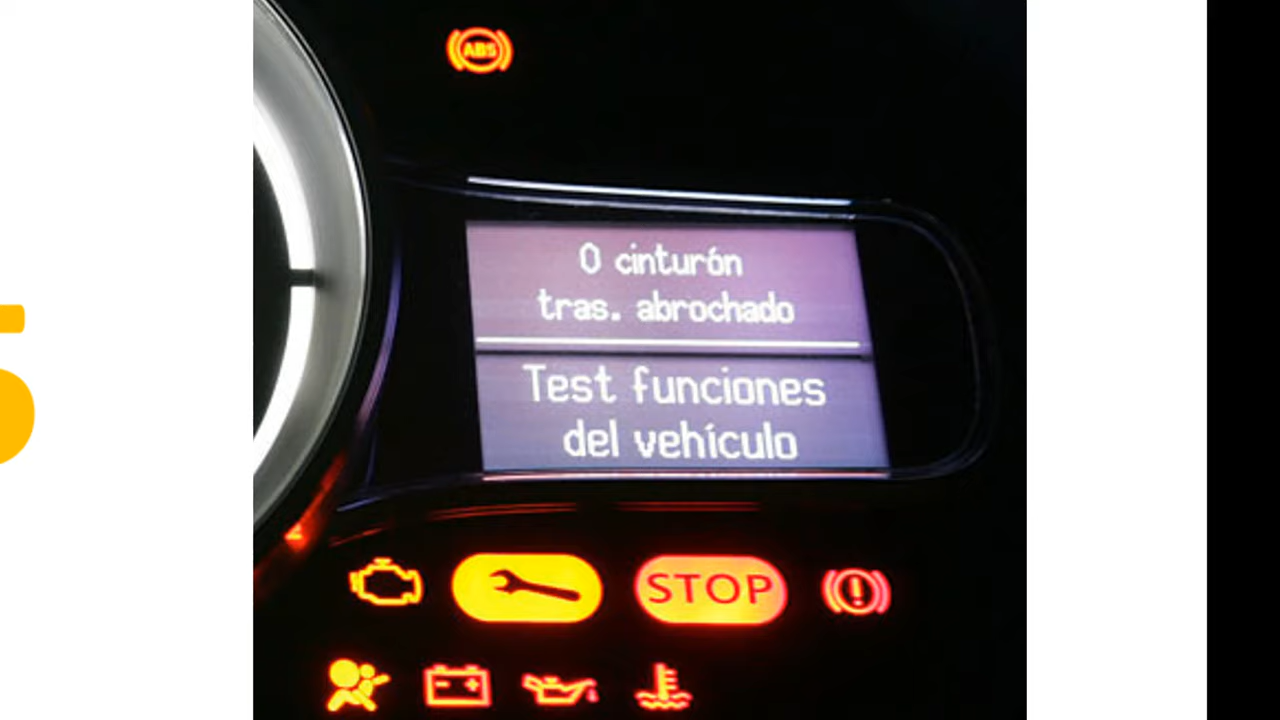 ABS
0 cinturón
tras. abrochado
Test funciones
del vehículo
STOP